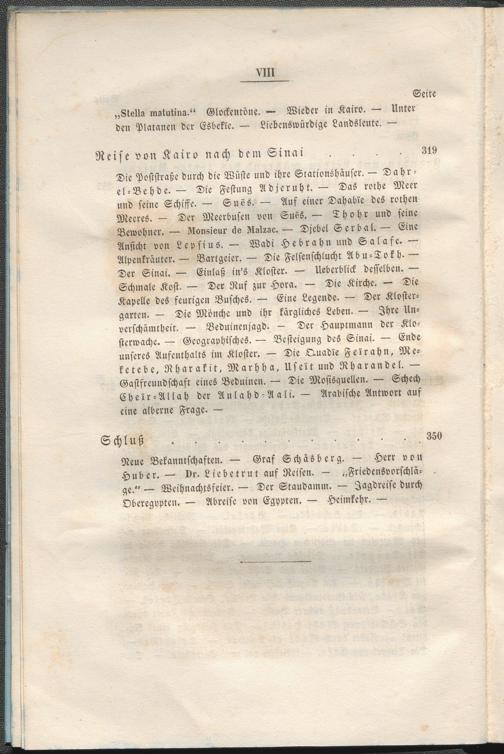 VIII
Seite
„Stella matutina.“ Glockentöne. — Wieder in Kairo. — Unter
den Platanen der Esbekie. — Liebenswürdige Landsleute. —
Reise von Kairo nach dem Sinai . . . . 319
Die Poststraße durch die Wüste und ihre Stationshäuser. — Dahr-
el-Behde. — Die Festung Adjeruht. — Das rothe Meer
und seine Schiffe. — Suës. — Auf einer Dahabïe des rothen
Meeres. — Der Meerbusen von Suës. — Thohr und seine
Bewohner. — Monsieur de Malzac. — Djebel Serbal. — Eine
Ansicht von Lepsius. — Wadi Hebrahn und Salafe. —
Alpenkräuter. — Bartgeier. — Die Felsenschlucht Abu-Tokh. —
Der Sinai. — Einlaß in's Kloster. — Ueberblick desselben. —
Schmale Kost. — Der Ruf zur Hora. — Die Kirche. — Die
Kapelle des feurigen Busches. — Eine Legende. — Der Kloster-
garten. — Die Mönche und ihr kärgliches Leben. — Ihre Un-
verschämtheit. — Beduinenjagd. — Der Hauptmann der Klo-
sterwache. — Geographisches. — Besteigung des Sinai. — Ende
unseres Aufenthalts im Kloster. — Die Ouadïe Feïrahn, Me-
ketebe, Nharakit, Marhha, Useït und Rharandel. —
Gastfreundschaft eines Beduinen. — Die Mosisquellen. — Schech
Cheïr-Allah der Aulahd-Aali. — Arabische Antwort auf
eine alberne Frage. —
Schluß . . . . . . . . . . 350
Neue Bekanntschaften. — Graf Schäsberg. — Herr von
Huber. — Dr. Liebetrut auf Reisen. — „Friedensvorschlä-
ge.“ — Weihnachtsfeier. — Der Staudamm. — Jagdreise durch
Oberegypten. — Abreise von Egypten. — Heimkehr. —